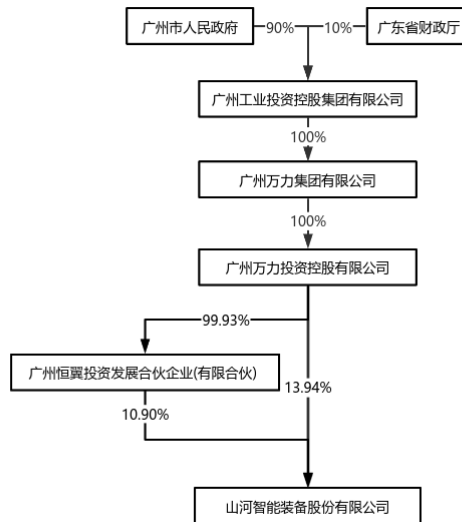 广州市人民政府
90%
10%
广东省财政厅
广州工业投资控股集团有限公司
100%
广州万力集团有限公司
100%
广州万力投资控股有限公司
99.93%
广州恒翼投资发展合伙企业(有限合伙)
13.94%
10.90%
山河智能装备股份有限公司